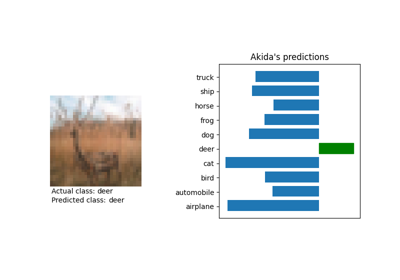 Akida's predictions
truck
ship
horse
frog
dog
deer
cat
bird
automobile
airplane
Actual class: deer
Predicted class: deer